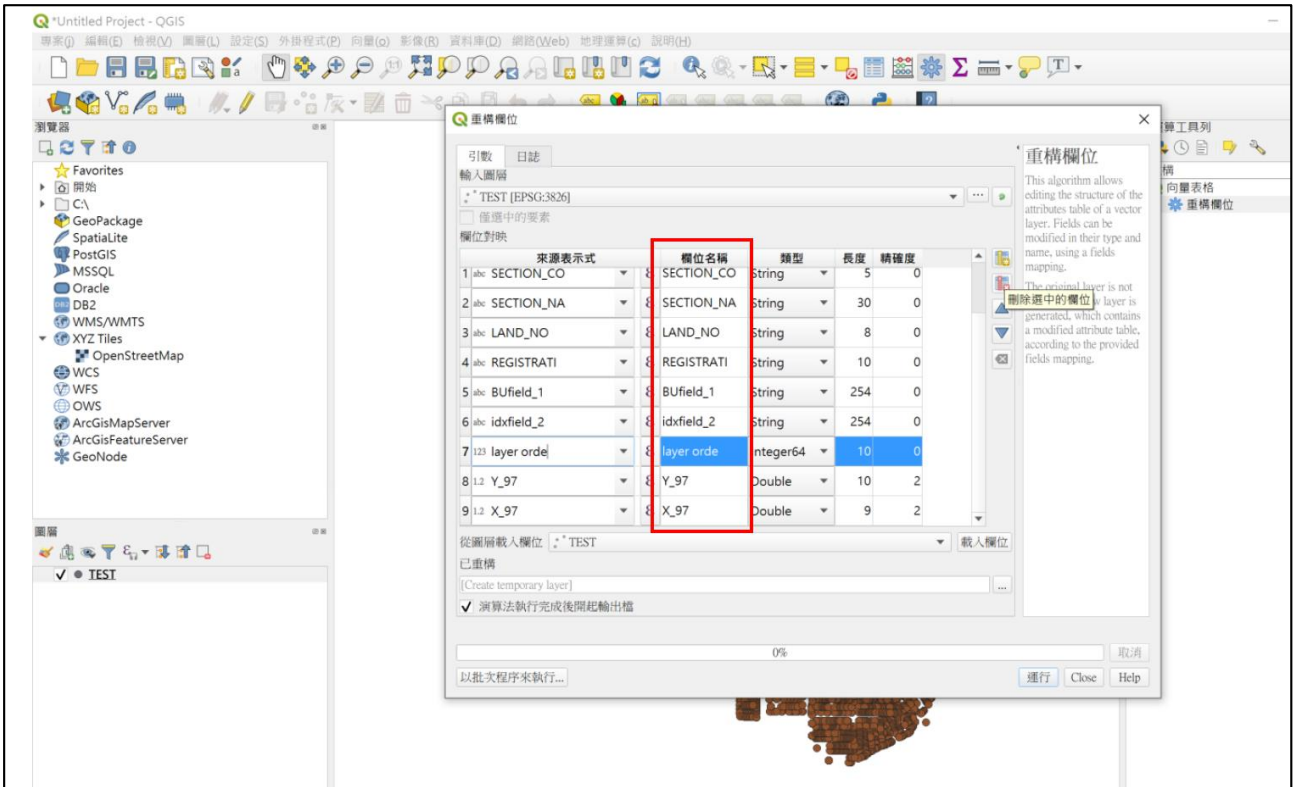 *Untitled Project - QGIS
專案(j) 編輯(E) 檢視(V) 圖層(L) 設定(S) 外掛程式(P) 向量(o) 影像(R) 資料庫(D) 網路(Web) 地理運算(c) 說明(H)
瀏覽器
Favorites
開始
C:\
GeoPackage
SpatiaLite
PostGIS
MSSQL
Oracle
DB2
WMS/WMTS
XYZ Tiles
OpenStreetMap
WCS
WFS
OWS
ArcGisMapServer
ArcGisFeatureServer
GeoNode
圖層
TEST
重構欄位
引數 日誌
輸入圖層
TEST [EPSG:3826]
僅選中的要素
欄位對映
來源表示式 欄位名稱 類型 長度 精確度
1 abc SECTION_CO ε SECTION_CO String 5 0
2 abc SECTION_NA ε SECTION_NA String 30 0
3 abc LAND_NO ε LAND_NO String 8 0
4 abc REGISTRATI ε REGISTRATI String 10 0
5 abc BUfield_1 ε BUfield_1 String 254 0
6 abc idxfield_2 ε idxfield_2 String 254 0
7 123 layer orde ε layer orde Integer64 10 0
8 1.2 Y_97 ε Y_97 Double 10 2
9 1.2 X_97 ε X_97 Double 9 2
刪除選中的欄位
從圖層載入欄位 TEST 載入欄位
已重構
[Create temporary layer] ...
演算法執行完成後開起輸出檔
0% 取消
以批次程序來執行... 運行 Close Help
重構欄位
This algorithm allows
editing the structure of the
attributes table of a vector
layer. Fields can be
modified in their type and
name, using a fields
mapping.
The original layer is not
layer is
generated, which contains
a modified attribute table,
according to the provided
fields mapping.
算工具列
構
向量表格
重構欄位